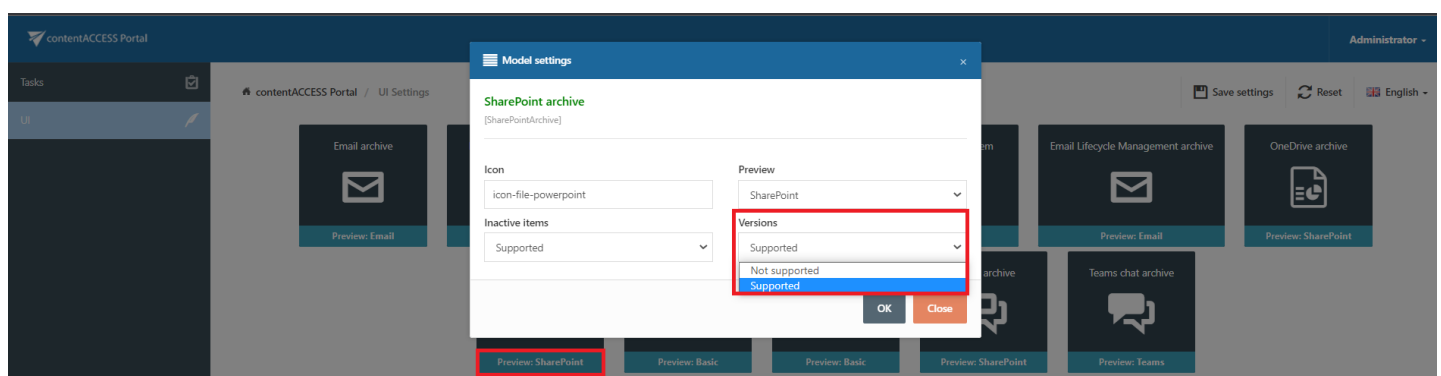 contentACCESS Portal
Administrator
Tasks
UI
contentACCESS Portal / UI Settings
Save settings
Reset
English
Model settings
×
SharePoint archive
[SharePointArchive]
Icon
Preview
icon-file-powerpoint
SharePoint
Inactive items
Versions
Supported
Supported
Not supported
Supported
OK
Close
Email archive
Preview: Email
Email Lifecycle Management archive
Preview: Email
OneDrive archive
Preview: SharePoint
archive
Teams chat archive
Preview: SharePoint
Preview: Basic
Preview: Basic
Preview: SharePoint
Preview: Teams